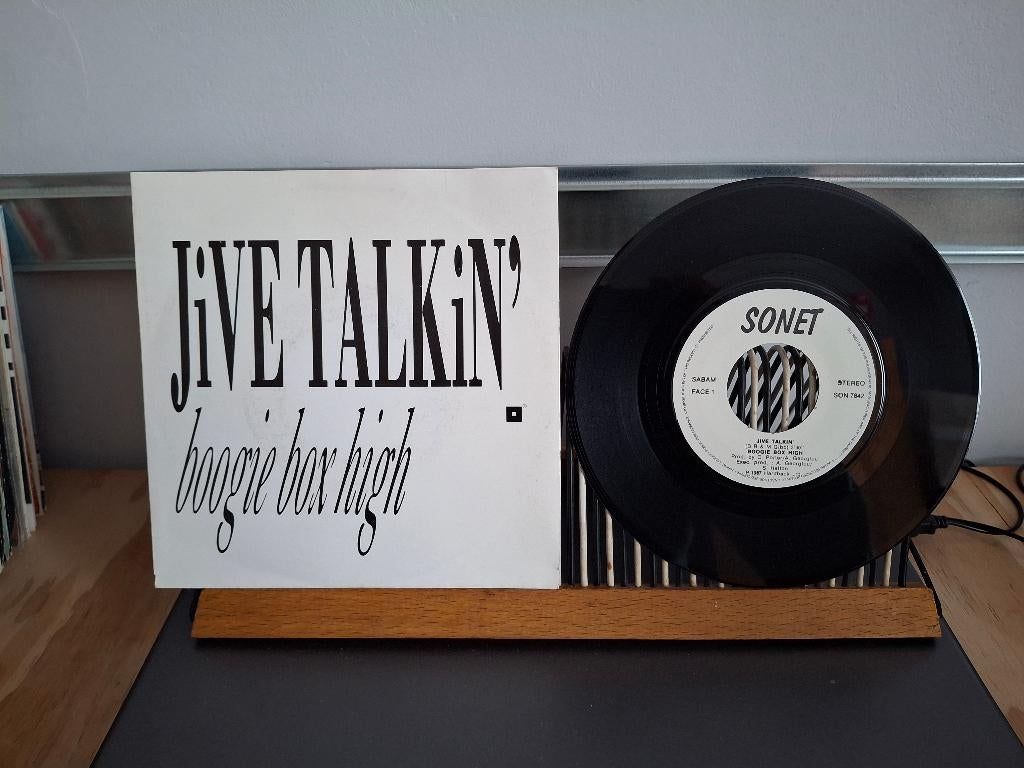 JiVE TALKiN'.
boogie box high
SONET
SABAM
FACE 1
STEREO
SON 7842
JIVE TALKIN'
BOOGIE BOX HIGH